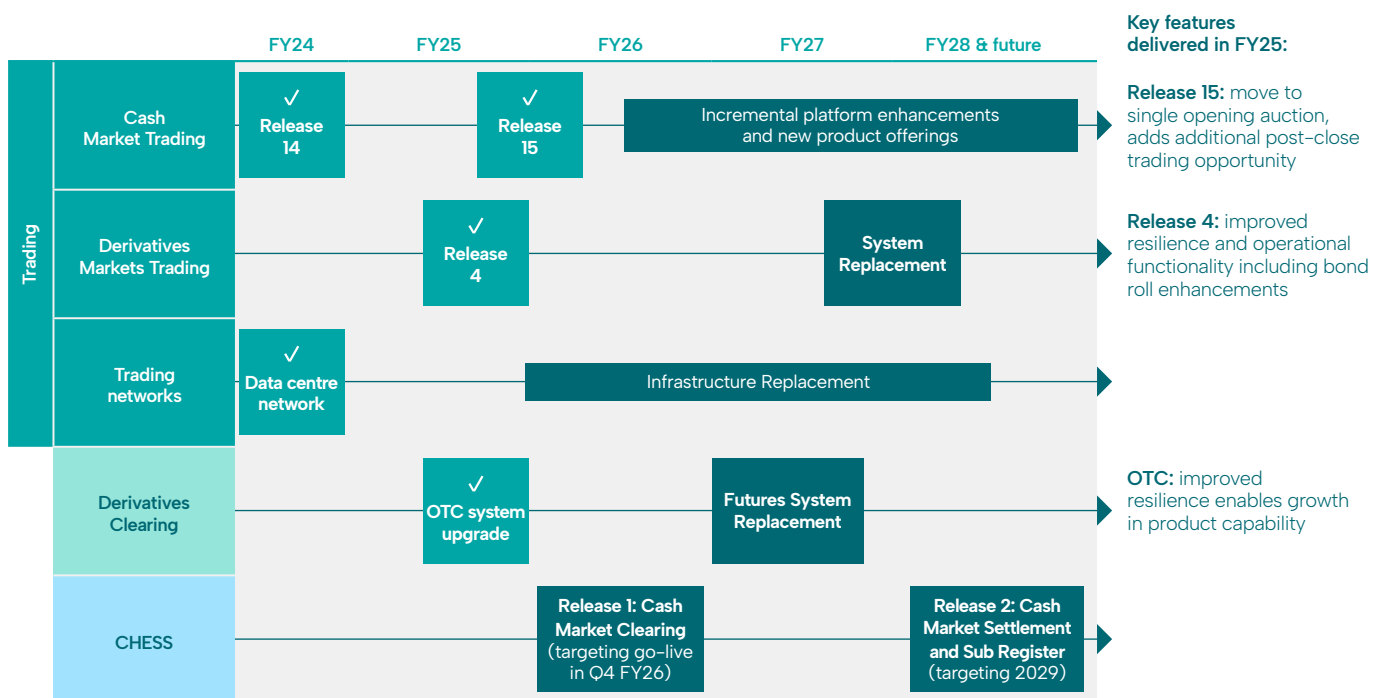 FY24
FY25
FY26
FY27
FY28 & future
Key features
delivered in FY25:
Trading
Cash
Market Trading
✓
Release
14
✓
Release
15
Incremental platform enhancements
and new product offerings
Release 15: move to
single opening auction,
adds additional post-close
trading opportunity
Derivatives
Markets Trading
✓
Release
4
System
Replacement
Release 4: improved
resilience and operational
functionality including bond
roll enhancements
Trading
networks
✓
Data centre
network
Infrastructure Replacement
Derivatives
Clearing
✓
OTC system
upgrade
Futures System
Replacement
OTC: improved
resilience enables growth
in product capability
CHESS
Release 1: Cash
Market Clearing
(targeting go-live
in Q4 FY26)
Release 2: Cash
Market Settlement
and Sub Register
(targeting 2029)